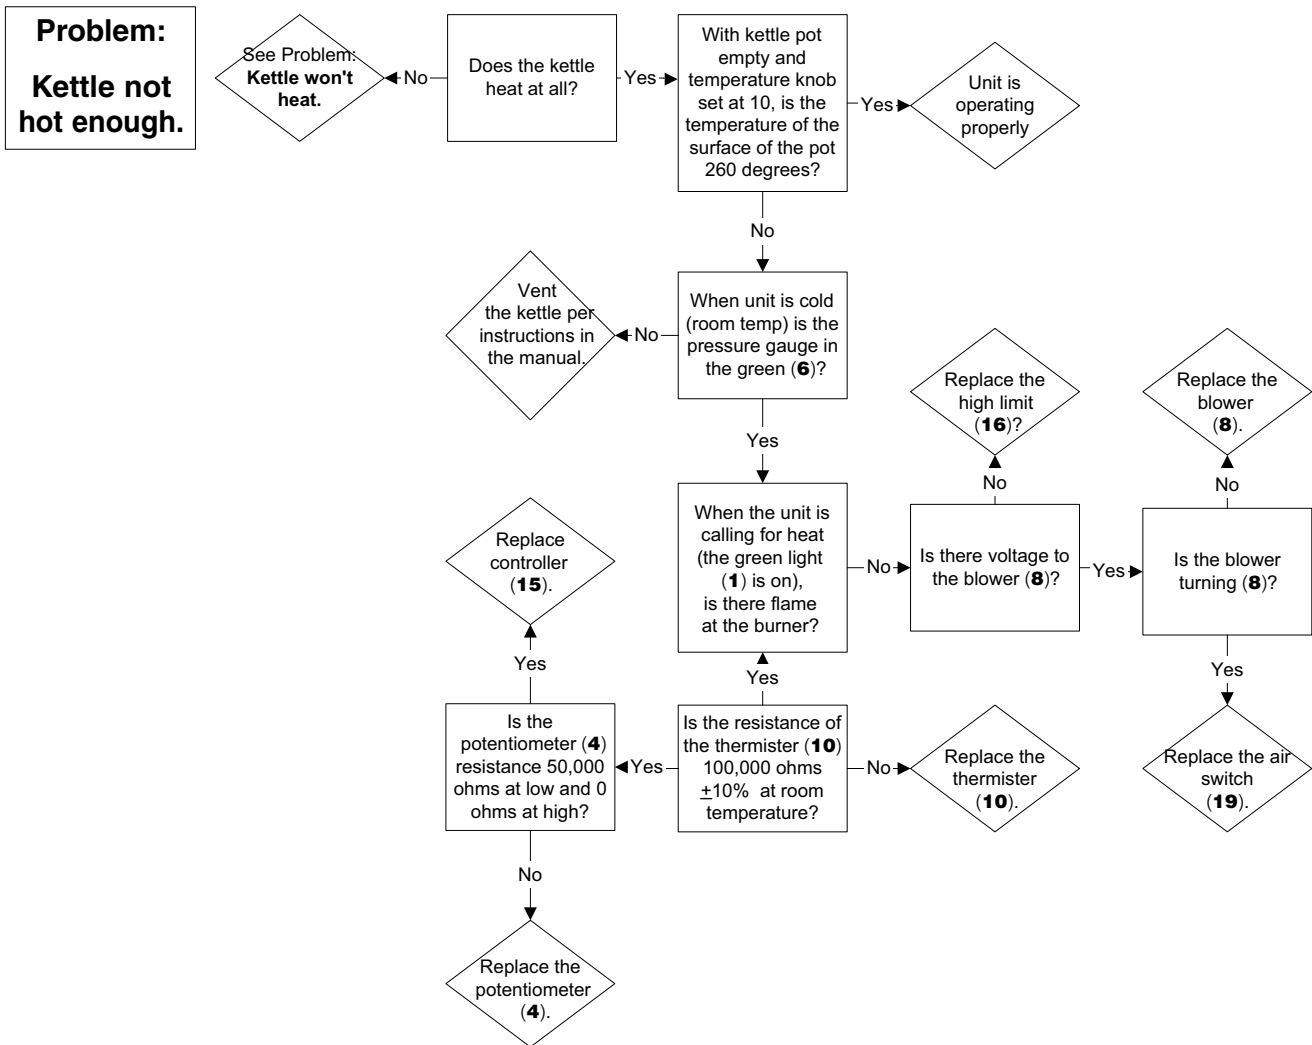 Problem:
Kettle not
hot enough.
See Problem:
Kettle won't
heat.
No
Does the kettle
heat at all?
Yes
With kettle pot
empty and
temperature knob
set at 10, is the
temperature of the
surface of the pot
260 degrees?
Yes
Unit is
operating
properly
No
Vent
the kettle per
instructions in
the manual.
No
When unit is cold
(room temp) is the
pressure gauge in
the green (6)?
Yes
Replace the
high limit
(16)?
No
Replace the
blower
(8).
No
Replace
controller
(15).
Yes
When the unit is
calling for heat
(the green light
(1) is on),
is there flame
at the burner?
No
Is there voltage to
the blower (8)?
Yes
Is the blower
turning (8)?
Yes
Yes
Is the
potentiometer (4)
resistance 50,000
ohms at low and 0
ohms at high?
Yes
Is the resistance of
the thermister (10)
100,000 ohms
±10% at room
temperature?
No
Replace the
thermister
(10).
Replace the air
switch
(19).
No
Replace the
potentiometer
(4).